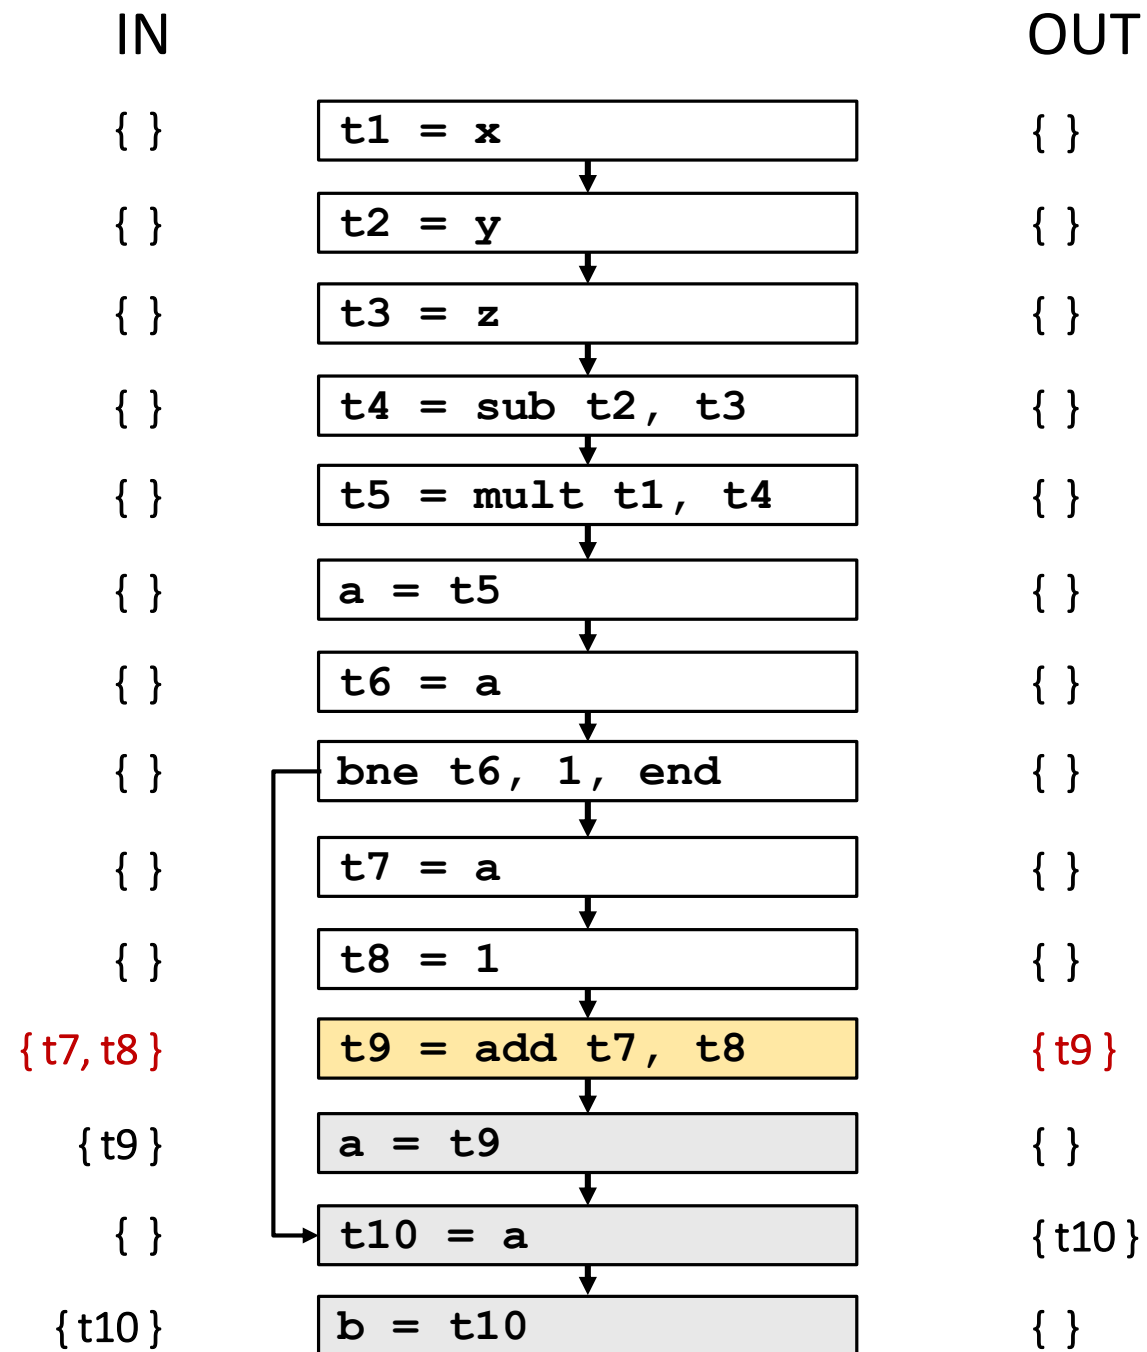 IN OUT
{ } t1 = x { }
{ } t2 = y { }
{ } t3 = z { }
{ } t4 = sub t2, t3 { }
{ } t5 = mult t1, t4 { }
{ } a = t5 { }
{ } t6 = a { }
{ } bne t6, 1, end { }
{ } t7 = a { }
{ } t8 = 1 { }
{ t7, t8 } t9 = add t7, t8 { t9 }
{ t9 } a = t9 { }
{ } t10 = a { t10 }
{ t10 } b = t10 { }